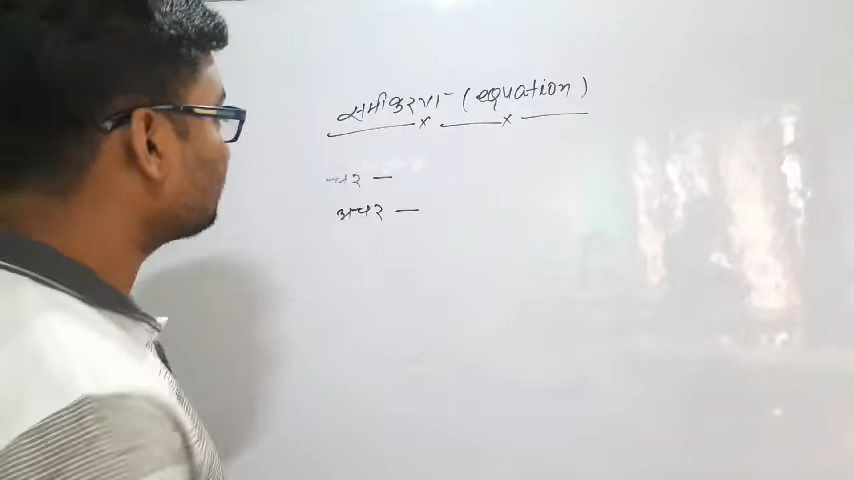 समीकरण - (equation)
चर -
अचर -